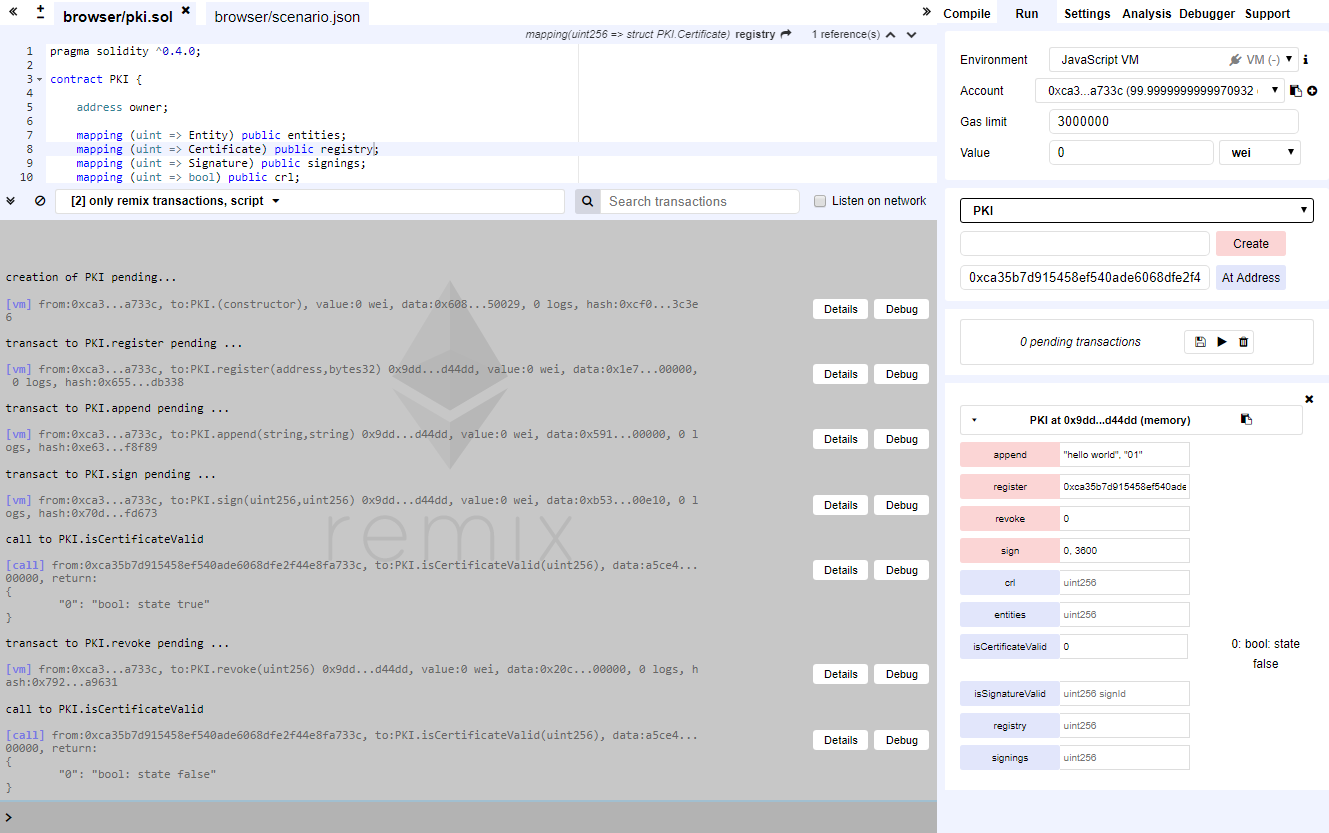 browser/pki.sol
browser/scenario.json
mapping(uint256 => struct PKI.Certificate) registry 1 reference(s)
1 pragma solidity ^0.4.0;
2
3 contract PKI {
4
5 address owner;
6
7 mapping (uint => Entity) public entities;
8 mapping (uint => Certificate) public registry;
9 mapping (uint => Signature) public signings;
10 mapping (uint => bool) public crl;
[2] only remix transactions, script
Search transactions
Listen on network
creation of PKI pending...
[vm] from:0xca3...a733c, to:PKI.(constructor), value:0 wei, data:0x608...50029, 0 logs, hash:0xcf0...3c3e
6
Details Debug
transact to PKI.register pending ...
[vm] from:0xca3...a733c, to:PKI.register(address,bytes32) 0x9dd...d44dd, value:0 wei, data:0x1e7...00000,
0 logs, hash:0x655...db338
Details Debug
transact to PKI.append pending ...
[vm] from:0xca3...a733c, to:PKI.append(string,string) 0x9dd...d44dd, value:0 wei, data:0x591...00000, 0 l
ogs, hash:0xe63...f8f89
Details Debug
transact to PKI.sign pending ...
[vm] from:0xca3...a733c, to:PKI.sign(uint256,uint256) 0x9dd...d44dd, value:0 wei, data:0xb53...00e10, 0 l
ogs, hash:0x70d...fd673
Details Debug
remix
call to PKI.isCertificateValid
[call] from:0xca35b7d915458ef540ade6068dfe2f44e8fa733c, to:PKI.isCertificateValid(uint256), data:a5ce4...
00000, return:
{
"0": "bool: state true"
}
Details Debug
transact to PKI.revoke pending ...
[vm] from:0xca3...a733c, to:PKI.revoke(uint256) 0x9dd...d44dd, value:0 wei, data:0x20c...00000, 0 logs, h
ash:0x792...a9631
Details Debug
call to PKI.isCertificateValid
[call] from:0xca35b7d915458ef540ade6068dfe2f44e8fa733c, to:PKI.isCertificateValid(uint256), data:a5ce4...
00000, return:
{
"0": "bool: state false"
}
Details Debug
>
Compile Run Settings Analysis Debugger Support
Environment JavaScript VM VM (-)
Account 0xca3...a733c (99.9999999999970932
Gas limit 3000000
Value 0 wei
PKI
Create
0xca35b7d915458ef540ade6068dfe2f4 At Address
0 pending transactions
PKI at 0x9dd...d44dd (memory)
append "hello world", "01"
register 0xca35b7d915458ef540ade
revoke 0
sign 0, 3600
crl uint256
entities uint256
isCertificateValid 0
0: bool: state
false
isSignatureValid uint256 signId
registry uint256
signings uint256